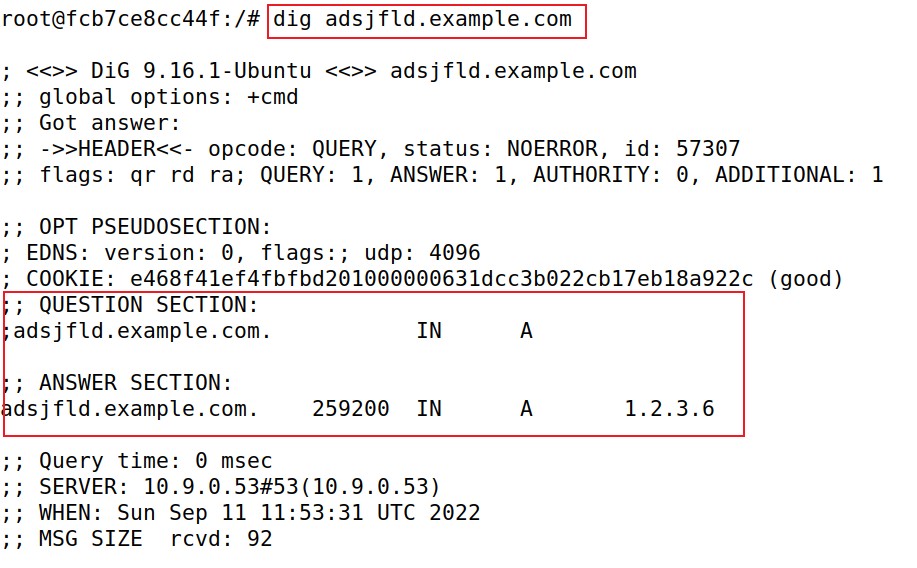 root@fcb7ce8cc44f:/# dig adsjfld.example.com
; <<>> DiG 9.16.1-Ubuntu <<>> adsjfld.example.com
;; global options: +cmd
;; Got answer:
;; ->>HEADER<<- opcode: QUERY, status: NOERROR, id: 57307
;; flags: qr rd ra; QUERY: 1, ANSWER: 1, AUTHORITY: 0, ADDITIONAL: 1
;; OPT PSEUDOSECTION:
; EDNS: version: 0, flags:; udp: 4096
; COOKIE: e468f41ef4fbfbd201000000631dcc3b022cb17eb18a922c (good)
;; QUESTION SECTION:
;adsjfld.example.com. IN A
;; ANSWER SECTION:
adsjfld.example.com. 259200 IN A 1.2.3.6
;; Query time: 0 msec
;; SERVER: 10.9.0.53#53(10.9.0.53)
;; WHEN: Sun Sep 11 11:53:31 UTC 2022
;; MSG SIZE rcvd: 92